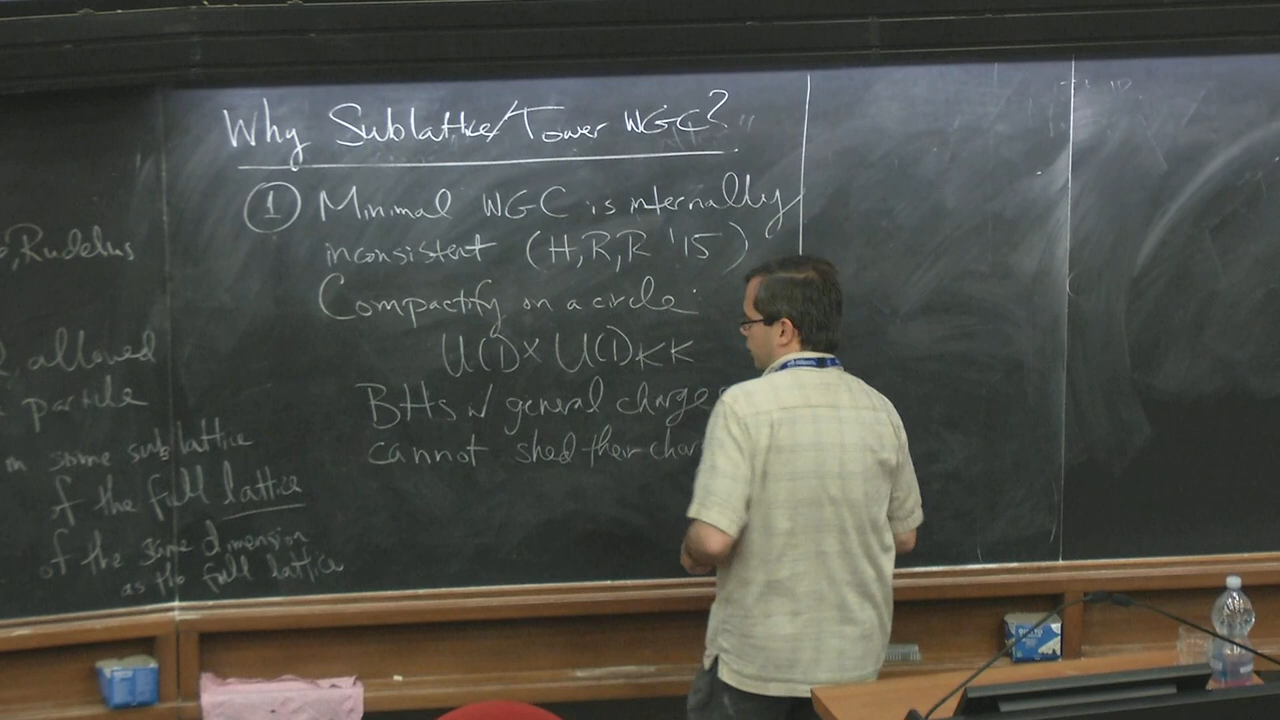 Why Sublattice/Tower WGC?
① Minimal WGC is internally
inconsistent (H,R,R '15)
Compactify on a circle:
U(1)×U(1)KK
BHs w/ general charge
cannot shed their char
, Rudelius
allowed
particle
in some sublattice
of the full lattice
of the same dimension
as the full lattice